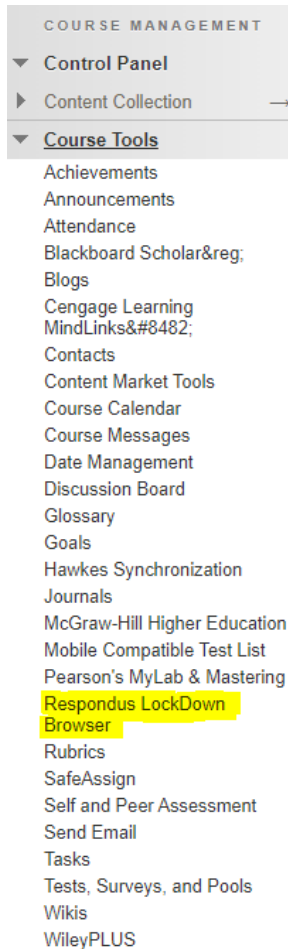 COURSE MANAGEMENT
Control Panel
Content Collection
Course Tools
Achievements
Announcements
Attendance
Blackboard Scholar&reg;
Blogs
Cengage Learning
MindLinks&#8482;
Contacts
Content Market Tools
Course Calendar
Course Messages
Date Management
Discussion Board
Glossary
Goals
Hawkes Synchronization
Journals
McGraw-Hill Higher Education
Mobile Compatible Test List
Pearson's MyLab & Mastering
Respondus LockDown
Browser
Rubrics
SafeAssign
Self and Peer Assessment
Send Email
Tasks
Tests, Surveys, and Pools
Wikis
WileyPLUS